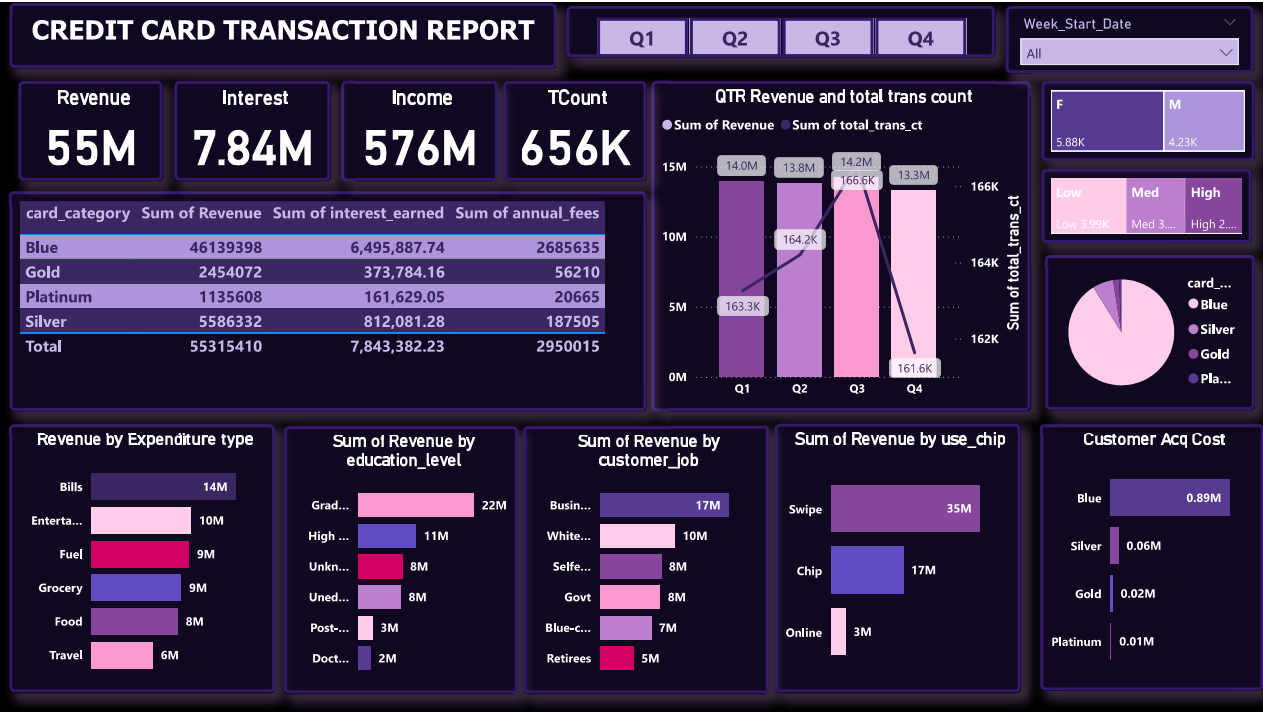 CREDIT CARD TRANSACTION REPORT
Q1 Q2 Q3 Q4
Week_Start_Date
All
Revenue
55M
Interest
7.84M
Income
576M
TCount
656K
card_category Sum of Revenue Sum of interest_earned Sum of annual_fees
Blue 46139398 6,495,887.74 2685635
Gold 2454072 373,784.16 56210
Platinum 1135608 161,629.05 20665
Silver 5586332 812,081.28 187505
Total 55315410 7,843,382.23 2950015
QTR Revenue and total trans count
Sum of Revenue Sum of total_trans_ct
15M
10M
5M
0M
14.0M 13.8M 14.2M 13.3M
163.3K 164.2K 166.6K 161.6K
166K
164K
162K
Sum of total_trans_ct
Q1 Q2 Q3 Q4
F
5.88K
M
4.23K
Low
Low 3.99K
Med
Med 3....
High
High 2....
card_...
Blue
Silver
Gold
Pla...
Revenue by Expenditure type
Bills 14M
Enterta... 10M
Fuel 9M
Grocery 9M
Food 8M
Travel 6M
Sum of Revenue by
education_level
Grad... 22M
High ... 11M
Unkn... 8M
Uned... 8M
Post-... 3M
Doct... 2M
Sum of Revenue by
customer_job
Busin... 17M
White... 10M
Selfe... 8M
Govt 8M
Blue-c... 7M
Retirees 5M
Sum of Revenue by use_chip
Swipe 35M
Chip 17M
Online 3M
Customer Acq Cost
Blue 0.89M
Silver 0.06M
Gold 0.02M
Platinum 0.01M